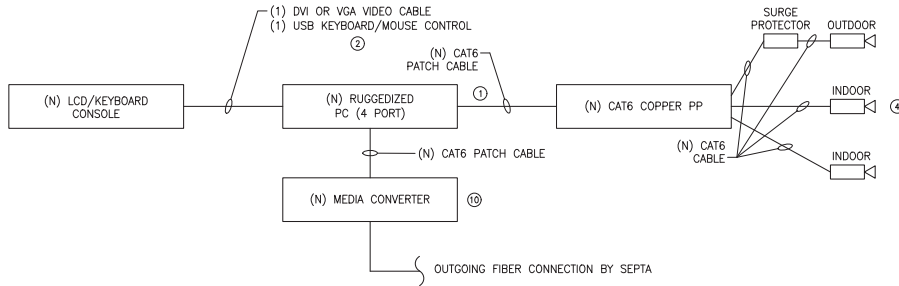 (1) DVI OR VGA VIDEO CABLE
(1) USB KEYBOARD/MOUSE CONTROL
2
(N) CAT6
PATCH CABLE
SURGE
PROTECTOR
OUTDOOR
(N) LCD/KEYBOARD
CONSOLE
(N) RUGGEDIZED
PC (4 PORT)
1
(N) CAT6 COPPER PP
INDOOR
4
(N) CAT6
CABLE
INDOOR
(N) CAT6 PATCH CABLE
(N) MEDIA CONVERTER
10
OUTGOING FIBER CONNECTION BY SEPTA